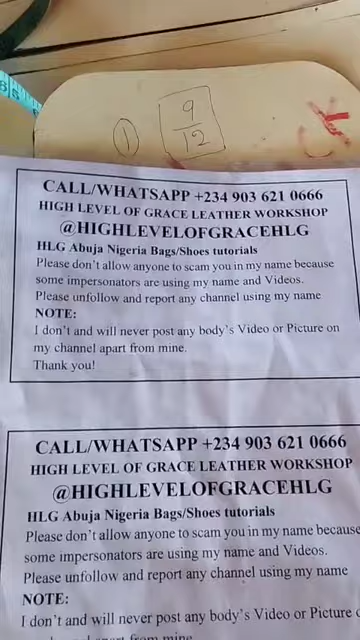 65
①
9
12
CALL/WHATSAPP +234 903 621 0666
HIGH LEVEL OF GRACE LEATHER WORKSHOP
@HIGHLEVELOFGRACEHLG
HLG Abuja Nigeria Bags/Shoes tutorials
Please don't allow anyone to scam you in my name because
some impersonators are using my name and Videos.
Please unfollow and report any channel using my name
NOTE:
I don't and will never post any body's Video or Picture on
my channel apart from mine.
Thank you!
CALL/WHATSAPP +234 903 621 0666
HIGH LEVEL OF GRACE LEATHER WORKSHOP
@HIGHLEVELOFGRACEHLG
HLG Abuja Nigeria Bags/Shoes tutorials
Please don't allow anyone to scam you in my name because
some impersonators are using my name and Videos.
Please unfollow and report any channel using my name
NOTE:
I don't and will never post any body's Video or Picture
apart from mine